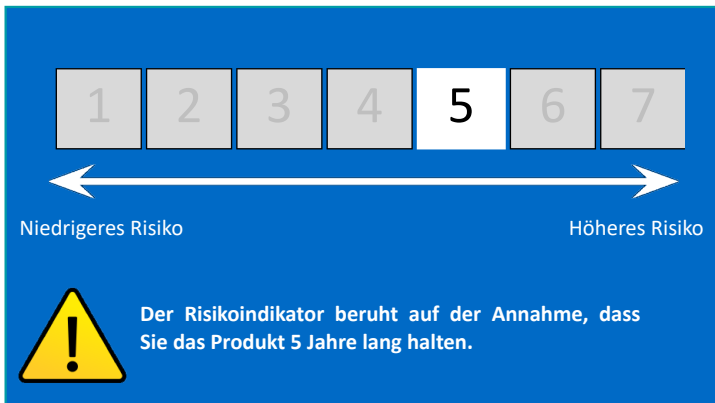 1 2 3 4 5 6 7
Niedrigeres Risiko Höheres Risiko
Der Risikoindikator beruht auf der Annahme, dass
Sie das Produkt 5 Jahre lang halten.